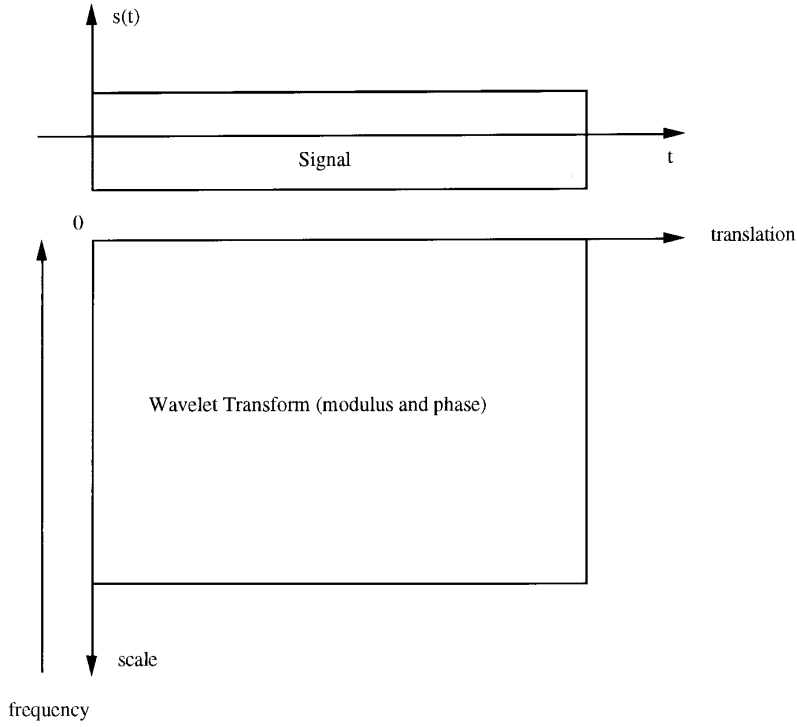 s(t)
Signal
t
0
translation
Wavelet Transform (modulus and phase)
scale
frequency